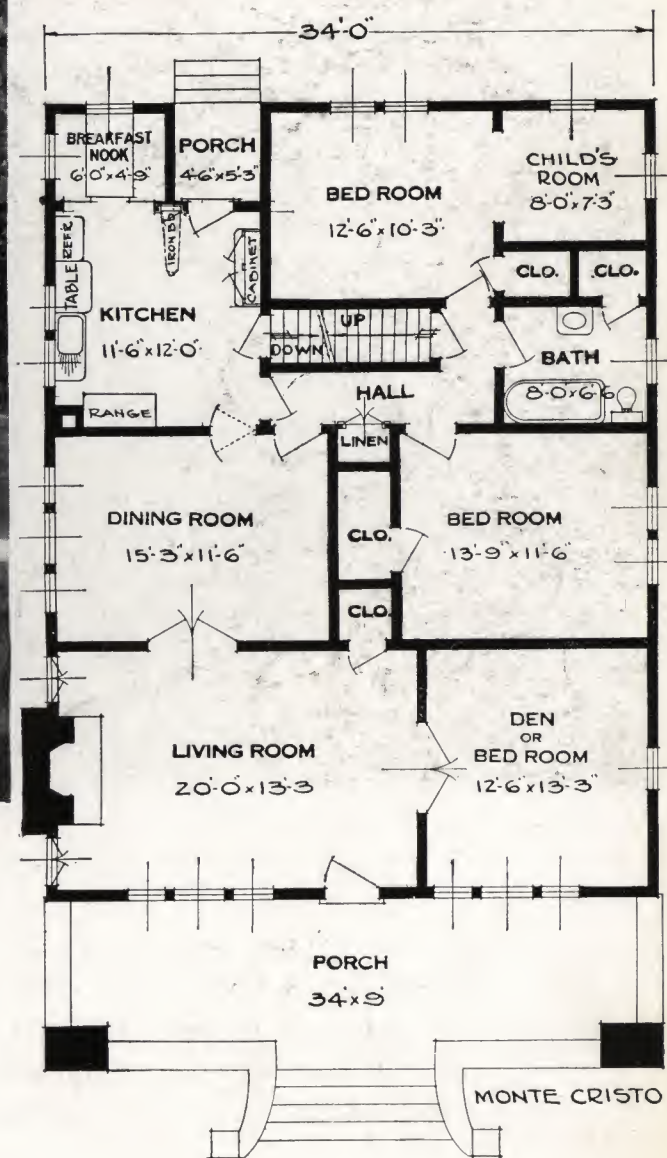 34'-0"
BREAKFAST
NOOK
6'-0"x4'-9"
PORCH
4'-6"x5'-3"
BED ROOM
12'-6"x10'-3"
CHILD'S
ROOM
8'-0"x7'-3"
REFR.
TABLE
IRON BD.
CABINET
KITCHEN
11'-6"x12'-0"
RANGE
UP
DOWN
CLO.
CLO.
BATH
8'-0x6'-6
HALL
LINEN
DINING ROOM
15'-3"x11'-6"
CLO.
BED ROOM
13'-9"x11'-6"
CLO.
LIVING ROOM
20'-0"x13'-3
DEN
OR
BED ROOM
12'-6"x13'-3"
PORCH
34'x9'
MONTE CRISTO